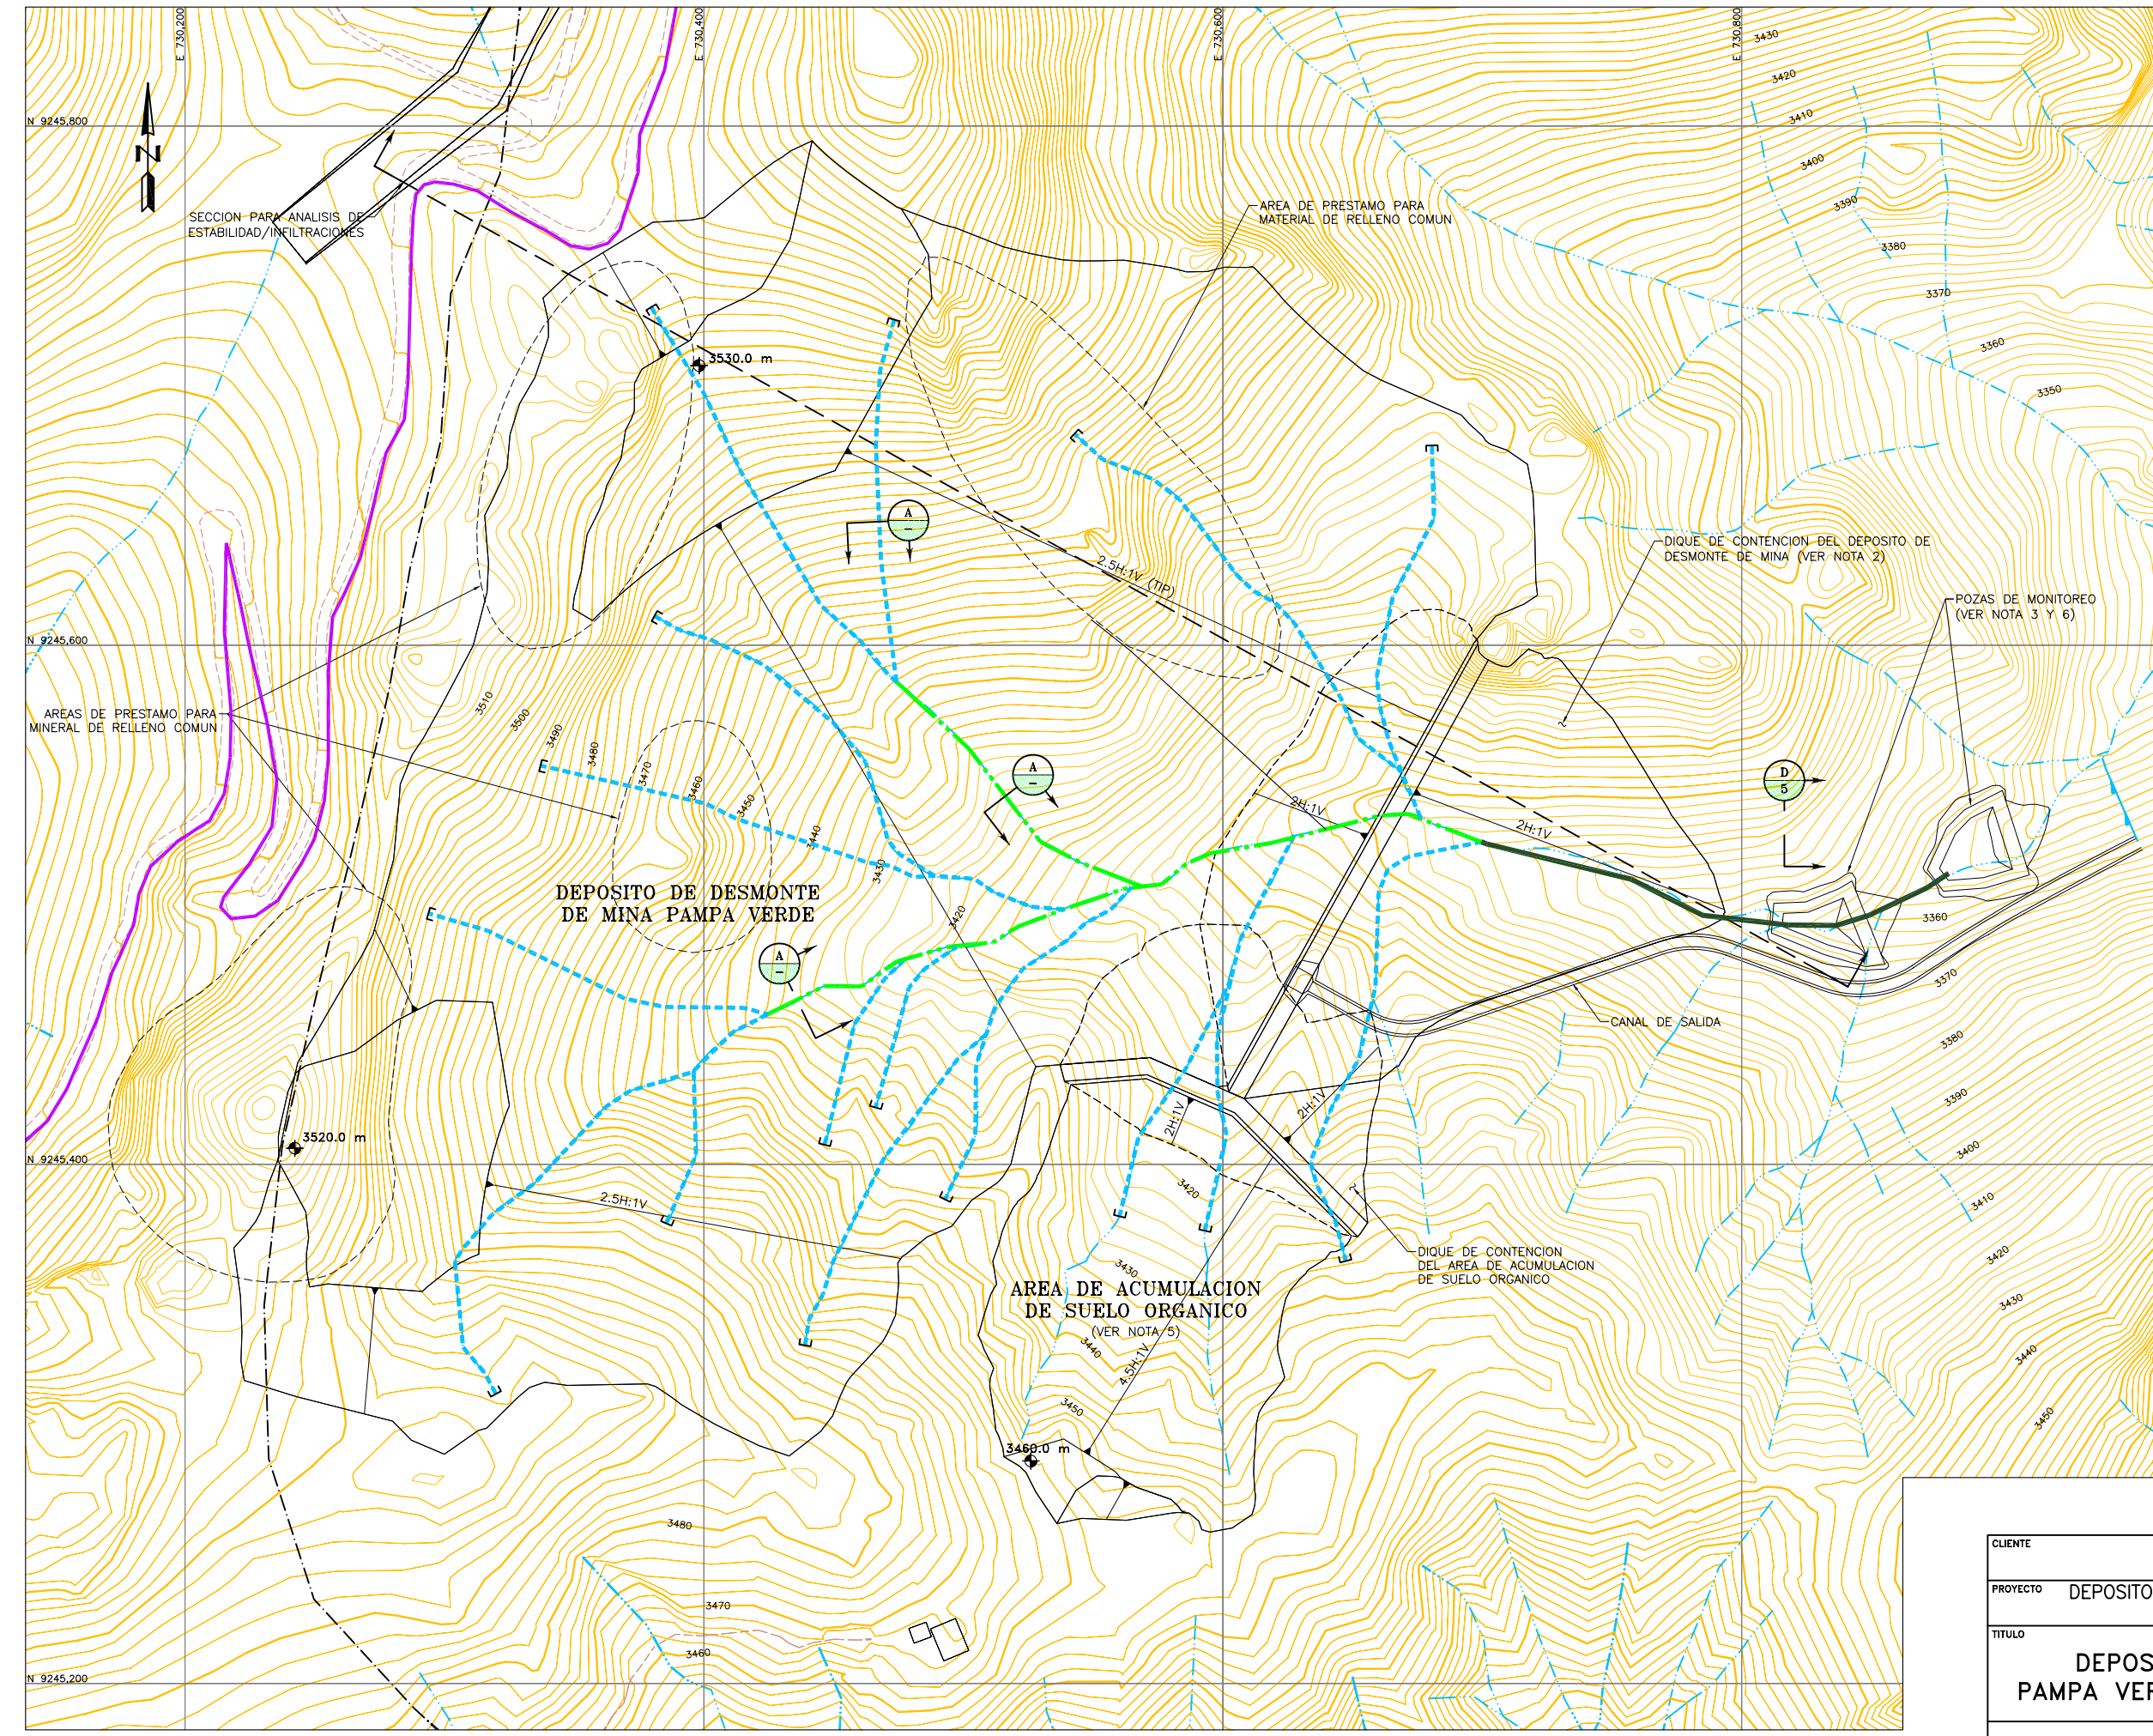 E 730,200
E 730,400
E 730,600
E 730,800
3430
3420
3410
3400
3390
3380
3370
3360
3350
N 9245,800
N
SECCION PARA ANALISIS DE
ESTABILIDAD/INFILTRACIONES
AREA DE PRESTAMO PARA
MATERIAL DE RELLENO COMUN
3530.0 m
A
–
2.5H:1V (TIP)
DIQUE DE CONTENCION DEL DEPOSITO DE
DESMONTE DE MINA (VER NOTA 2)
POZAS DE MONITOREO
(VER NOTA 3 Y 6)
N 9245,600
AREAS DE PRESTAMO PARA
MINERAL DE RELLENO COMUN
3510
3500
3490
3480
3470
3460
3450
3440
3430
3420
A
–
D
5
2H:1V
2H:1V
DEPOSITO DE DESMONTE
DE MINA PAMPA VERDE
A
–
3360
3370
3380
3390
3400
3410
3420
3430
3440
3450
CANAL DE SALIDA
2H:1V
2H:1V
3520.0 m
N 9245,400
2.5H:1V
3420
3430
DIQUE DE CONTENCION
DEL AREA DE ACUMULACION
DE SUELO ORGANICO
AREA DE ACUMULACION
DE SUELO ORGANICO
(VER NOTA 5)
3440
4.5H:1V
3450
3460.0 m
3480
3470
3460
N 9245,200
CLIENTE
PROYECTO DEPOSITO
TITULO
DEPOS
PAMPA VER